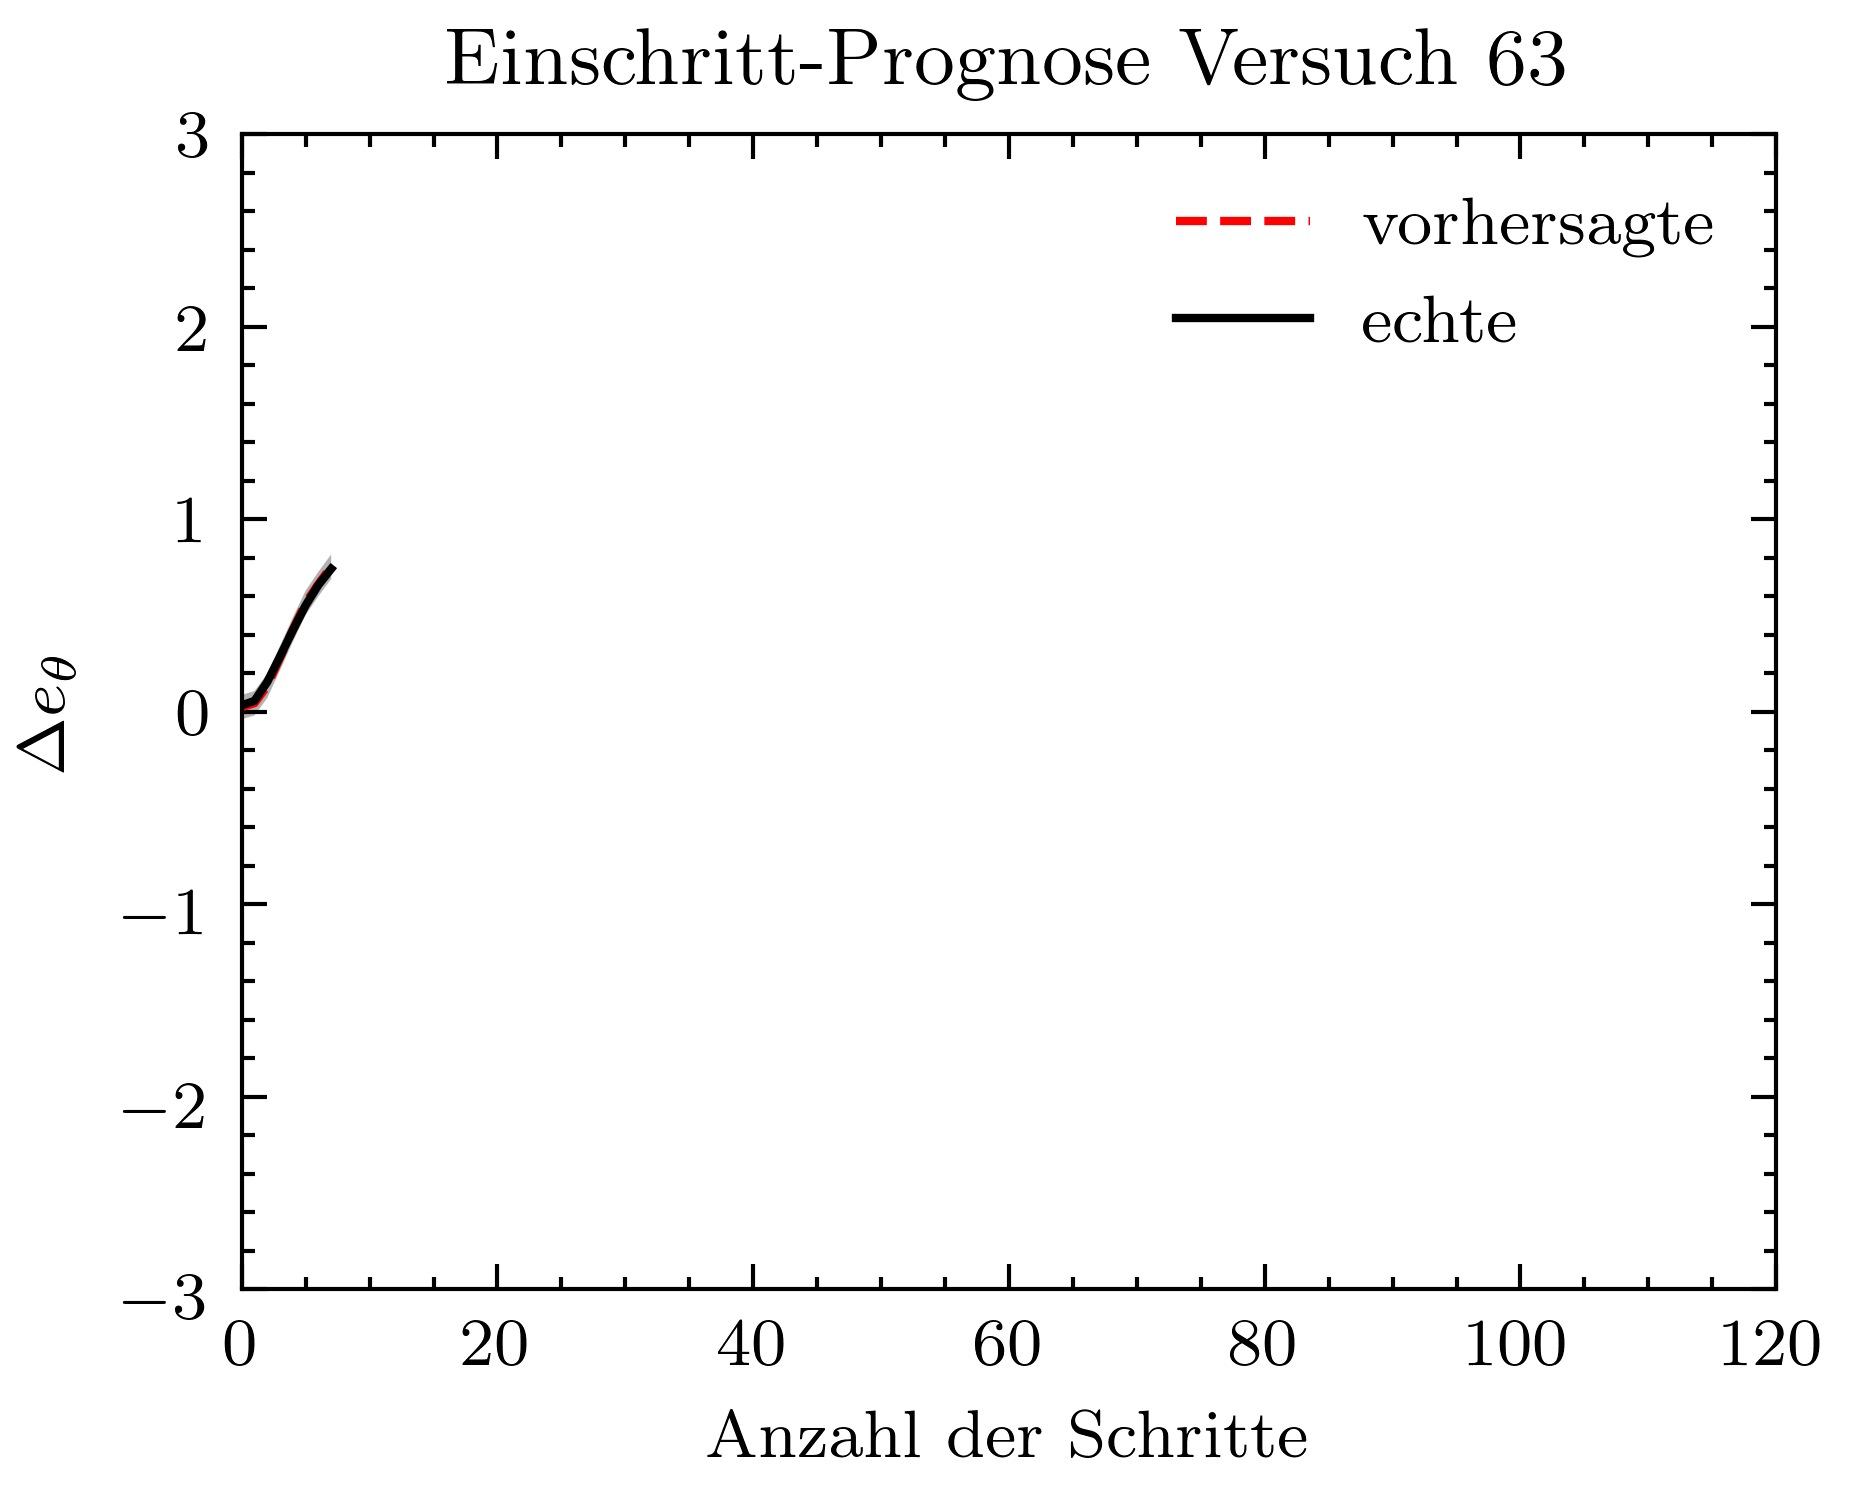 Einschritt-Prognose Versuch 63
3
2
1
0
−1
−2
−3
Δe_θ
vorhersagte
echte
0 20 40 60 80 100 120
Anzahl der Schritte